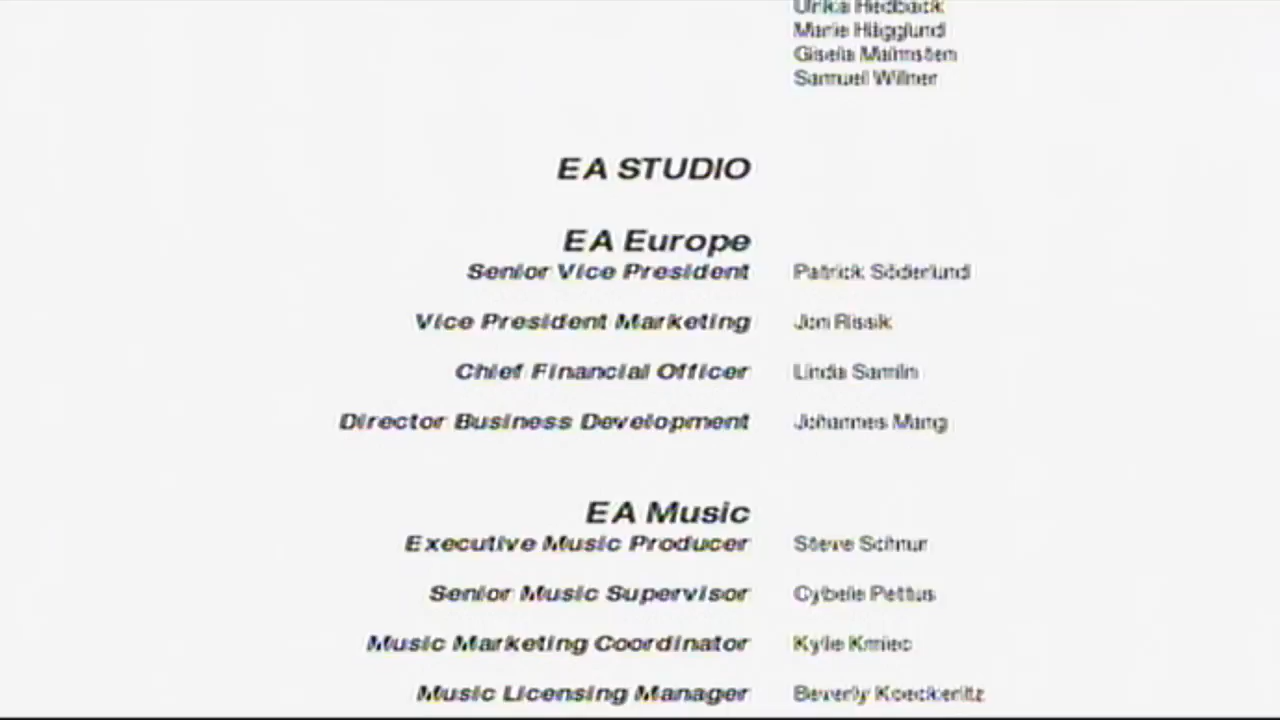 Ulrika Hedback
Marie Hägglund
Gisela Malmsten
Samuel Willner
EA STUDIO
EA Europe
Senior Vice President Patrick Söderlund
Vice President Marketing Jon Rissik
Chief Financial Officer Linda Samlin
Director Business Development Johannes Mang
EA Music
Executive Music Producer Steve Schnur
Senior Music Supervisor Cybele Pettus
Music Marketing Coordinator Kylie Kmiec
Music Licensing Manager Beverly Koeckeritz